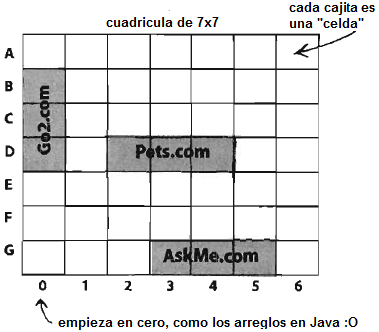 cuadricula de 7x7
cada cajita es
una "celda"
A
B
C
D
E
F
G
Go2.com
Pets.com
AskMe.com
0 1 2 3 4 5 6
empieza en cero, como los arreglos en Java :O